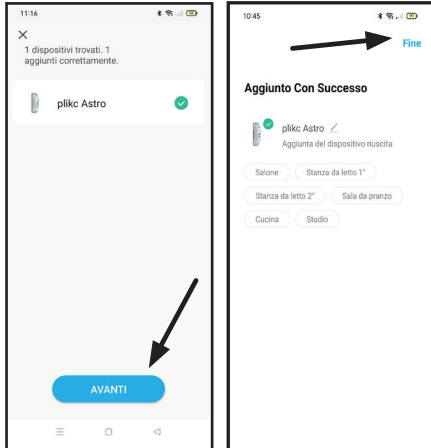 11:16
1 dispositivi trovati. 1
aggiunti correttamente.
plikc Astro
AVANTI
10:45
Fine
Aggiunto Con Successo
plikc Astro
Aggiunta del dispositivo riuscita
Salone
Stanza da letto 1°
Stanza da letto 2°
Sala da pranzo
Cucina
Studio